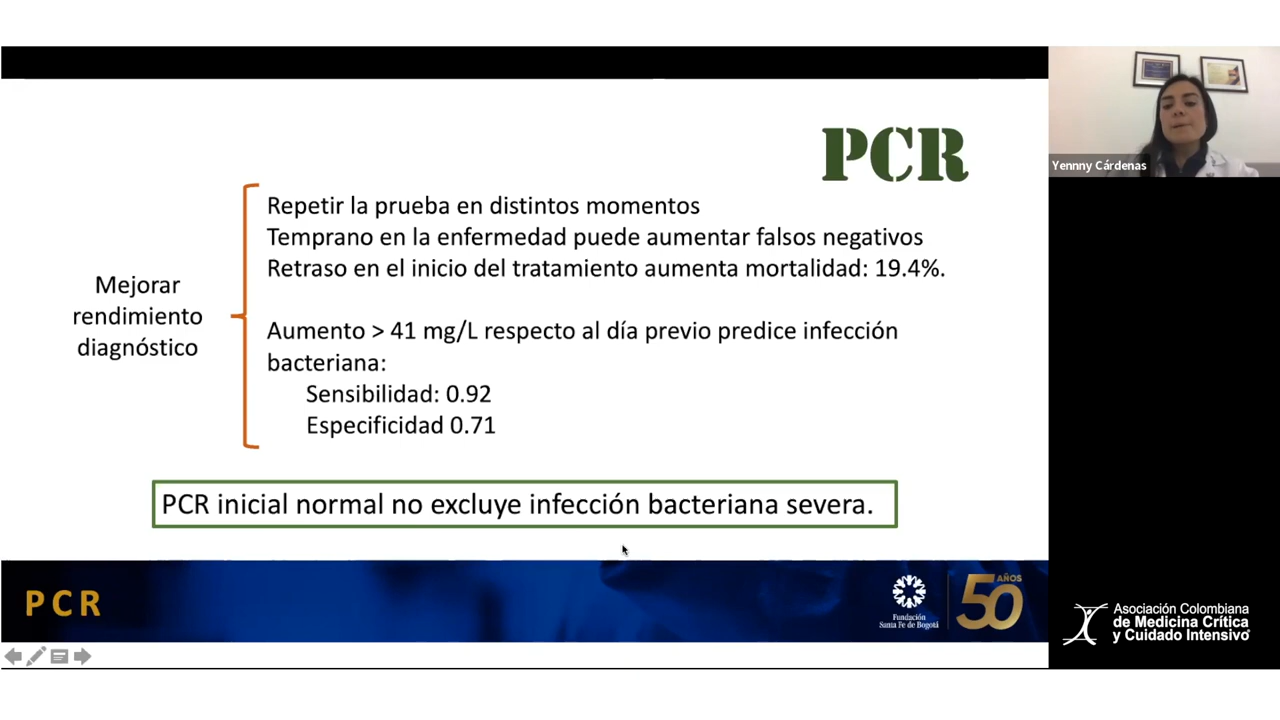 PCR
Repetir la prueba en distintos momentos
Temprano en la enfermedad puede aumentar falsos negativos
Retraso en el inicio del tratamiento aumenta mortalidad: 19.4%.
Mejorar
rendimiento
diagnóstico
Aumento > 41 mg/L respecto al día previo predice infección
bacteriana:
Sensibilidad: 0.92
Especificidad 0.71
PCR inicial normal no excluye infección bacteriana severa.
PCR
Fundación
Santa Fe de Bogotá
50 AÑOS
Yennny Cárdenas
Asociación Colombiana
de Medicina Crítica
y Cuidado Intensivo